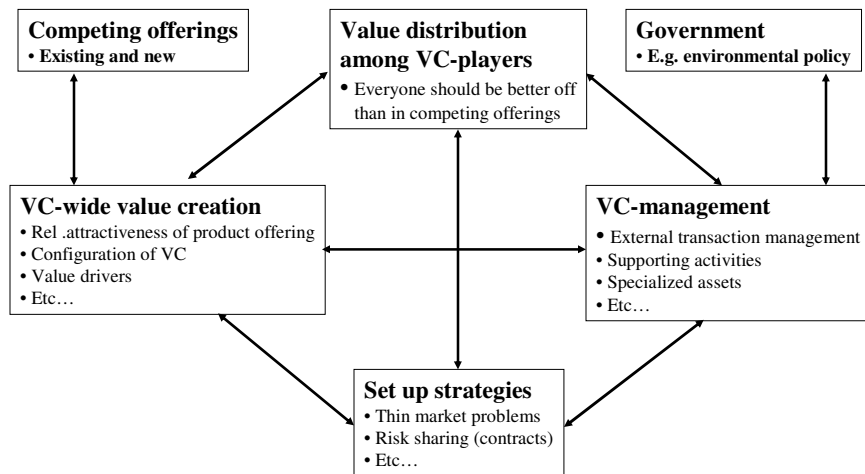 Competing offerings
• Existing and new
Value distribution
among VC-players
• Everyone should be better off
than in competing offerings
Government
• E.g. environmental policy
VC-wide value creation
• Rel .attractiveness of product offering
• Configuration of VC
• Value drivers
• Etc…
VC-management
• External transaction management
• Supporting activities
• Specialized assets
• Etc…
Set up strategies
• Thin market problems
• Risk sharing (contracts)
• Etc…